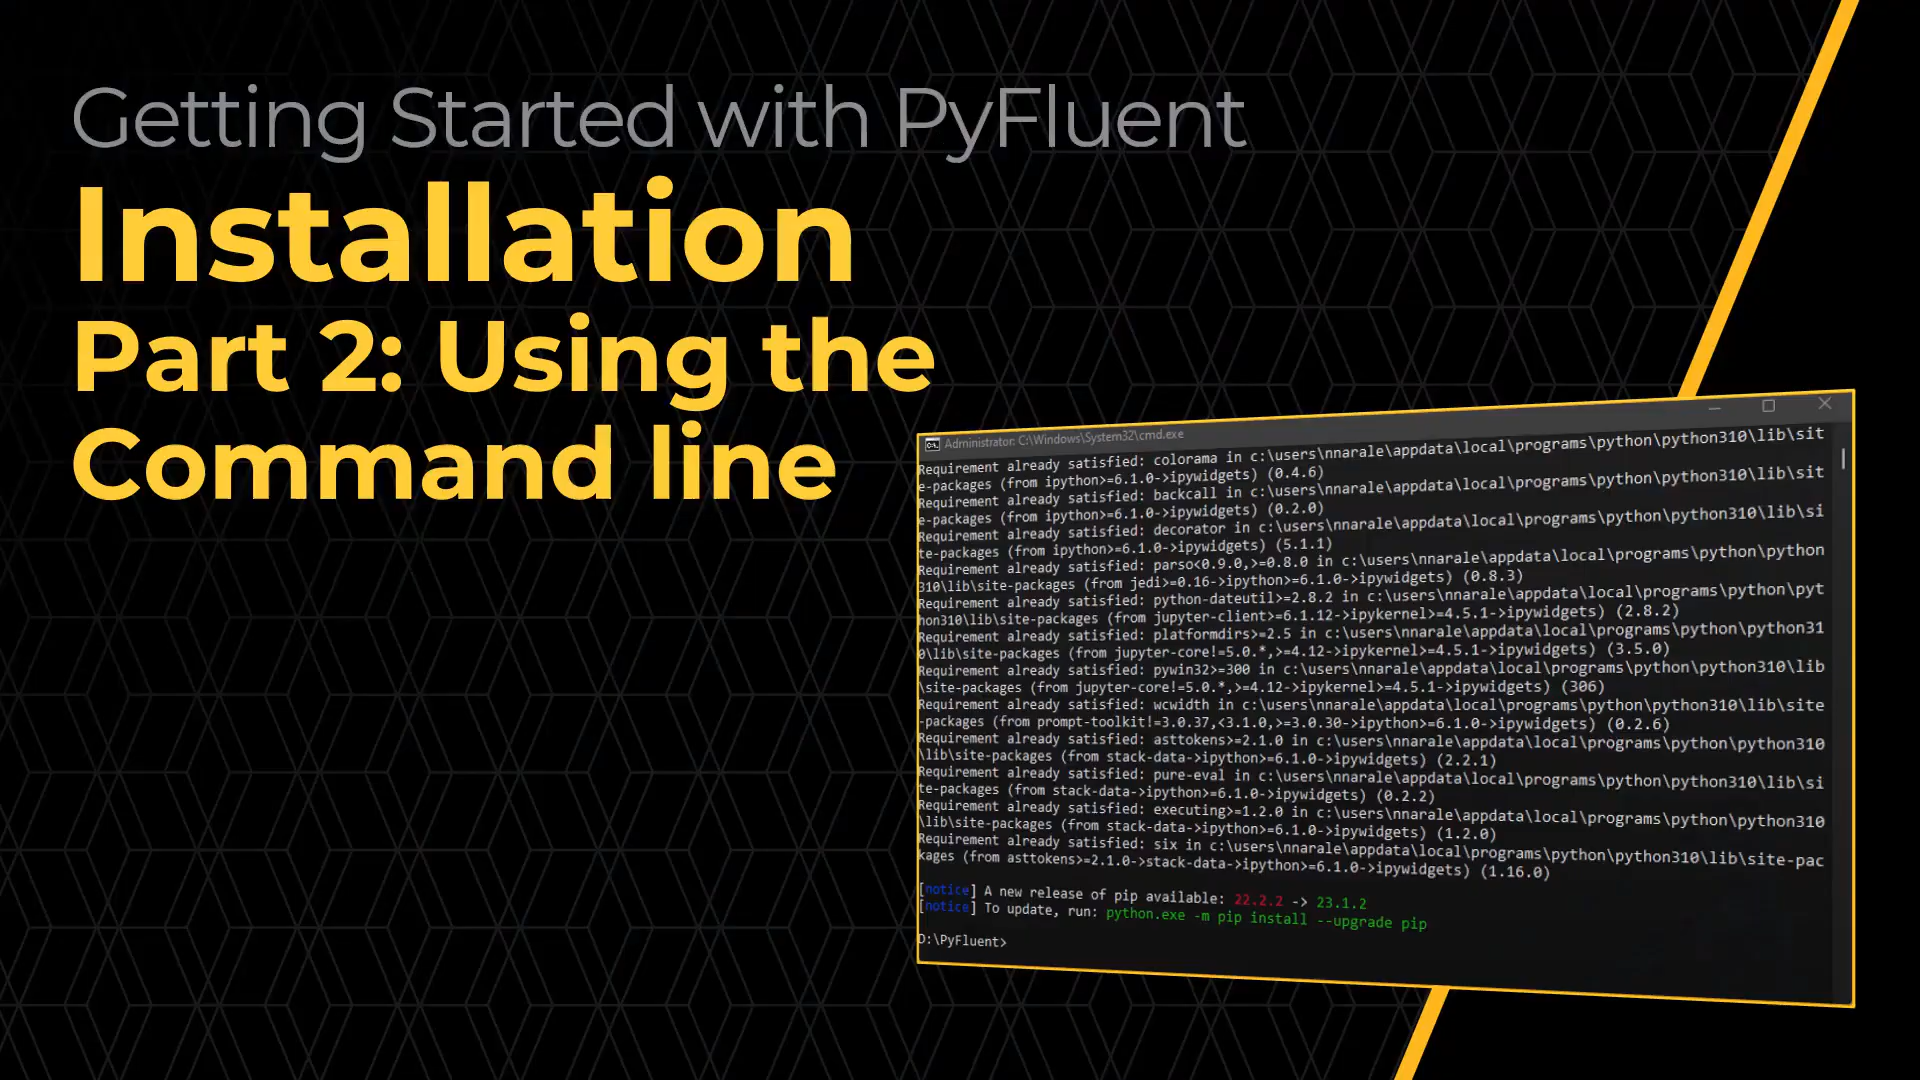 Getting Started with PyFluent
Installation
Part 2: Using the
Command line
Administrator: C:\Windows\System32\cmd.exe
Requirement already satisfied: colorama in c:\users\nnarale\appdata\local\programs\python\python310\lib\sit
e-packages (from ipython>=6.1.0->ipywidgets) (0.4.6)
Requirement already satisfied: backcall in c:\users\nnarale\appdata\local\programs\python\python310\lib\sit
e-packages (from ipython>=6.1.0->ipywidgets) (0.2.0)
Requirement already satisfied: decorator in c:\users\nnarale\appdata\local\programs\python\python310\lib\si
te-packages (from ipython>=6.1.0->ipywidgets) (5.1.1)
Requirement already satisfied: parso<0.9.0,>=0.8.0 in c:\users\nnarale\appdata\local\programs\python\python
310\lib\site-packages (from jedi>=0.16->ipython>=6.1.0->ipywidgets) (0.8.3)
Requirement already satisfied: python-dateutil>=2.8.2 in c:\users\nnarale\appdata\local\programs\python\pyt
hon310\lib\site-packages (from jupyter-client>=6.1.12->ipykernel>=4.5.1->ipywidgets) (2.8.2)
Requirement already satisfied: platformdirs>=2.5 in c:\users\nnarale\appdata\local\programs\python\python31
0\lib\site-packages (from jupyter-core!=5.0.*,>=4.12->ipykernel>=4.5.1->ipywidgets) (3.5.0)
Requirement already satisfied: pywin32>=300 in c:\users\nnarale\appdata\local\programs\python\python310\lib
\site-packages (from jupyter-core!=5.0.*,>=4.12->ipykernel>=4.5.1->ipywidgets) (306)
Requirement already satisfied: wcwidth in c:\users\nnarale\appdata\local\programs\python\python310\lib\site
-packages (from prompt-toolkit!=3.0.37,<3.1.0,>=3.0.30->ipython>=6.1.0->ipywidgets) (0.2.6)
Requirement already satisfied: asttokens>=2.1.0 in c:\users\nnarale\appdata\local\programs\python\python310
\lib\site-packages (from stack-data->ipython>=6.1.0->ipywidgets) (2.2.1)
Requirement already satisfied: pure-eval in c:\users\nnarale\appdata\local\programs\python\python310\lib\si
te-packages (from stack-data->ipython>=6.1.0->ipywidgets) (0.2.2)
Requirement already satisfied: executing>=1.2.0 in c:\users\nnarale\appdata\local\programs\python\python310
\lib\site-packages (from stack-data->ipython>=6.1.0->ipywidgets) (1.2.0)
Requirement already satisfied: six in c:\users\nnarale\appdata\local\programs\python\python310\lib\site-pac
kages (from asttokens>=2.1.0->stack-data->ipython>=6.1.0->ipywidgets) (1.16.0)
[notice] A new release of pip available: 22.2.2 -> 23.1.2
[notice] To update, run: python.exe -m pip install --upgrade pip
D:\PyFluent>